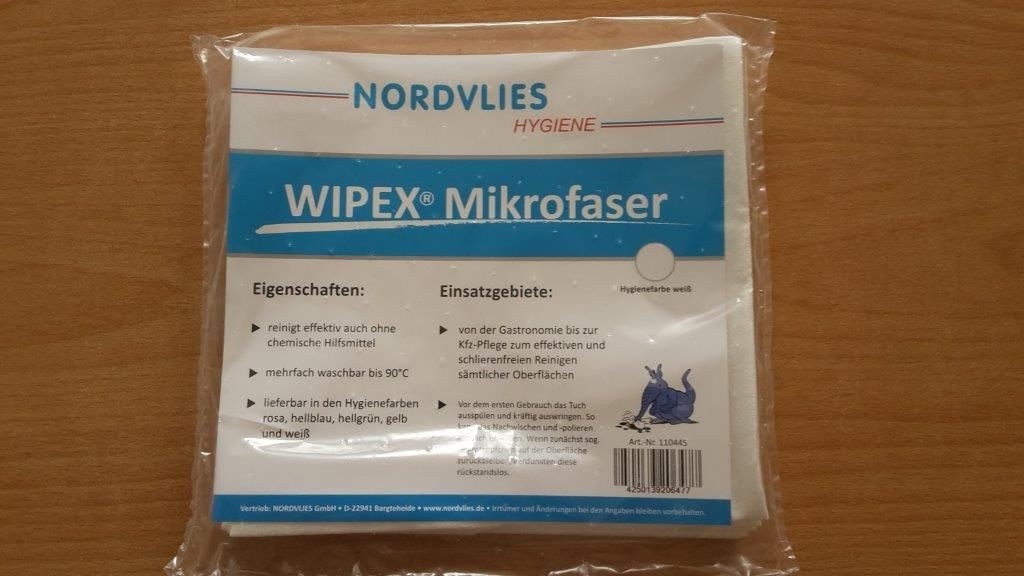 NORDVLIES
HYGIENE
WIPEX® Mikrofaser
Hygienefarbe weiß
Eigenschaften:
reinigt effektiv auch ohne
chemische Hilfsmittel
mehrfach waschbar bis 90°C
lieferbar in den Hygienefarben
rosa, hellblau, hellgrün, gelb
und weiß
Einsatzgebiete:
von der Gastronomie bis zur
Kfz-Pflege zum effektiven und
schlierenfreien Reinigen
sämtlicher Oberflächen
Vor dem ersten Gebrauch das Tuch
ausspülen und kräftig auswringen. So
das Nachwischen und -polieren
Wenn zunächst sog.
auf der Oberfläche
zurückbleiben, verdunsten diese
rückstandslos.
Art.-Nr. 110445
4250139206477
Vertrieb: NORDVLIES GmbH • D-22941 Bargteheide • www.nordvlies.de • Irrtümer und Änderungen bei den Angaben bleiben vorbehalten.